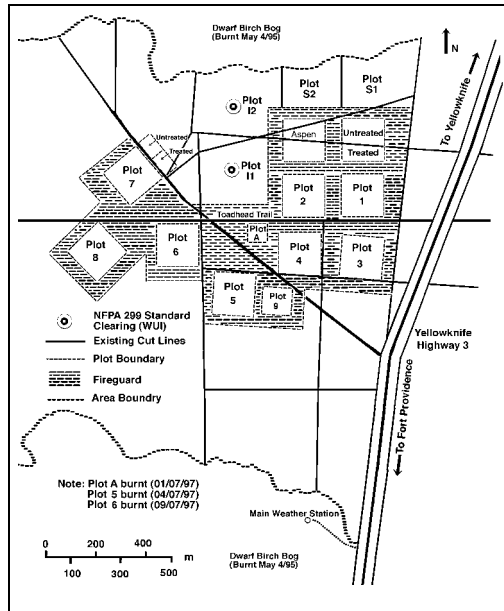 Dwarf Birch Bog
(Burnt May 4/95)
N
To Yellowknife
Plot
S2
Plot
S1
Plot
I2
Untreated
Treated
Aspen
Untreated
Treated
Plot
7
Plot
I1
Plot
2
Plot
1
Toadhead Trail
Plot
8
Plot
6
Plot
A
Plot
4
Plot
3
Plot
5
Plot
9
NFPA 299 Standard
Clearing (WUI)
Existing Cut Lines
Plot Boundary
Fireguard
Area Boundry
Yellowknife
Highway 3
To Fort Providence
Note: Plot A burnt (01/07/97)
Plot 5 burnt (04/07/97)
Plot 6 burnt (09/07/97)
Main Weather Station
0 200 400 m
100 300 500
Dwarf Birch Bog
(Burnt May 4/95)